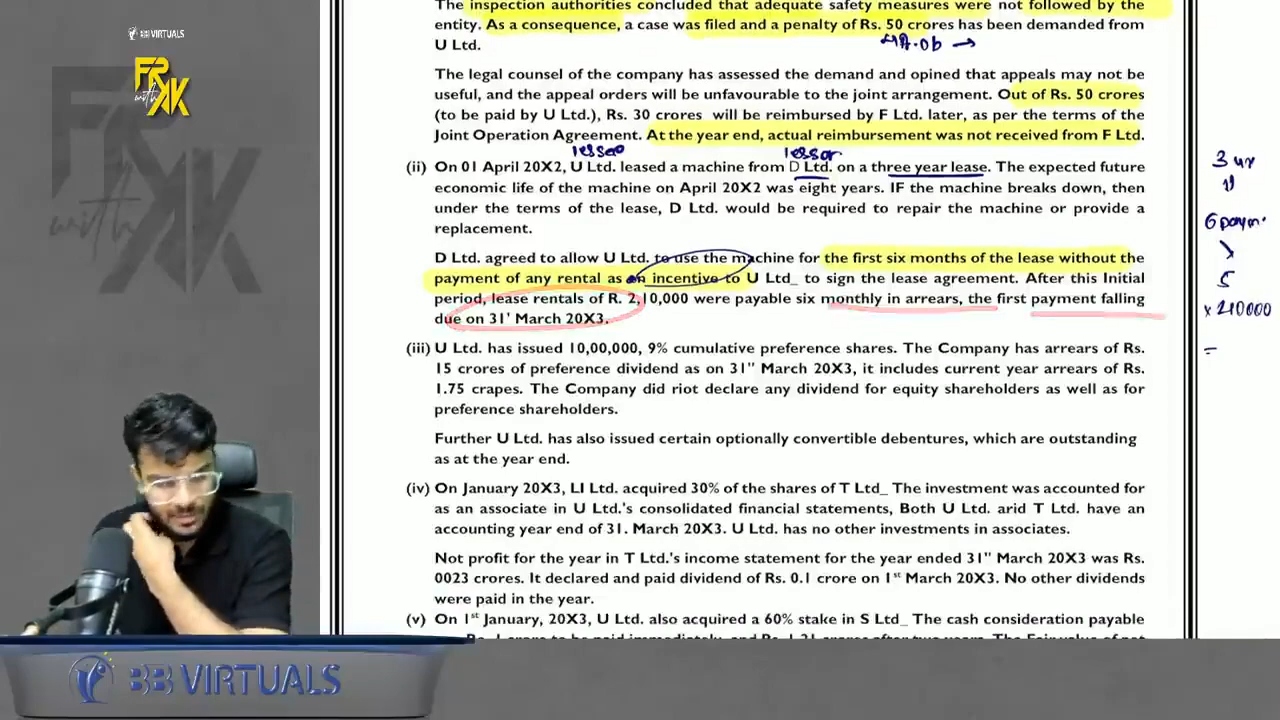 The inspection authorities concluded that adequate safety measures were not followed by the
entity. As a consequence, a case was filed and a penalty of Rs. 50 crores has been demanded from
U Ltd.
The legal counsel of the company has assessed the demand and opined that appeals may not be
useful, and the appeal orders will be unfavourable to the joint arrangement. Out of Rs. 50 crores
(to be paid by U Ltd.), Rs. 30 crores will be reimbursed by F Ltd. later, as per the terms of the
Joint Operation Agreement. At the year end, actual reimbursement was not received from F Ltd.
lessee lessor
(ii) On 01 April 20X2, U Ltd. leased a machine from D Ltd. on a three year lease. The expected future
economic life of the machine on April 20X2 was eight years. IF the machine breaks down, then
under the terms of the lease, D Ltd. would be required to repair the machine or provide a
replacement.
D Ltd. agreed to allow U Ltd. to use the machine for the first six months of the lease without the
payment of any rental as an incentive to U Ltd_ to sign the lease agreement. After this Initial
period, lease rentals of R. 2,10,000 were payable six monthly in arrears, the first payment falling
due on 31' March 20X3.
(iii) U Ltd. has issued 10,00,000, 9% cumulative preference shares. The Company has arrears of Rs.
15 crores of preference dividend as on 31" March 20X3, it includes current year arrears of Rs.
1.75 crapes. The Company did riot declare any dividend for equity shareholders as well as for
preference shareholders.
Further U Ltd. has also issued certain optionally convertible debentures, which are outstanding
as at the year end.
(iv) On January 20X3, LI Ltd. acquired 30% of the shares of T Ltd_ The investment was accounted for
as an associate in U Ltd.'s consolidated financial statements, Both U Ltd. arid T Ltd. have an
accounting year end of 31. March 20X3. U Ltd. has no other investments in associates.
Not profit for the year in T Ltd.'s income statement for the year ended 31" March 20X3 was Rs.
0023 crores. It declared and paid dividend of Rs. 0.1 crore on 1st March 20X3. No other dividends
were paid in the year.
(v) On 1st January, 20X3, U Ltd. also acquired a 60% stake in S Ltd_ The cash consideration payable
3
5
× 210000
=
BB VIRTUALS
FR
with
AK
BB VIRTUALS